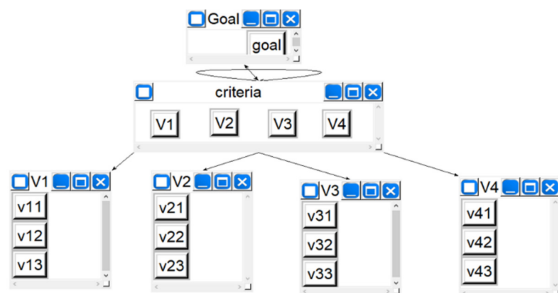 Goal
goal
criteria
V1 V2 V3 V4
V1
v11
v12
v13
V2
v21
v22
v23
V3
v31
v32
v33
V4
v41
v42
v43